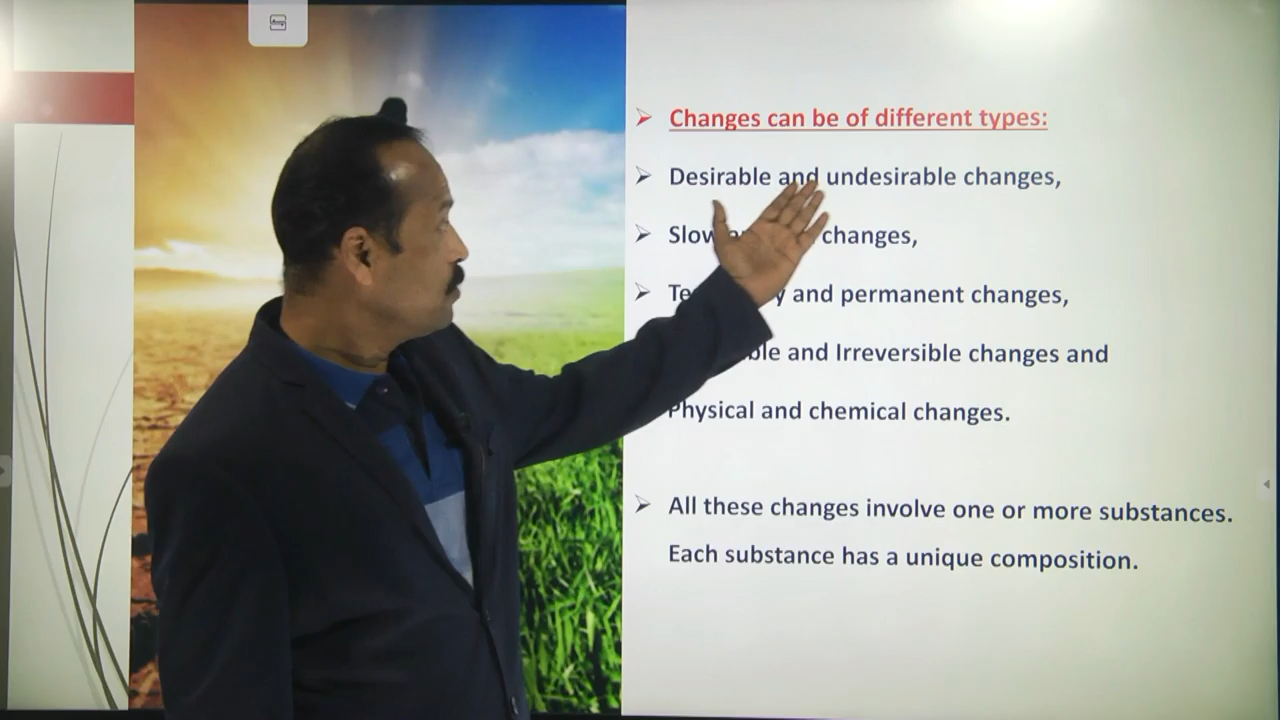 Changes can be of different types:
Desirable and undesirable changes,
Slow changes,
and permanent changes,
and Irreversible changes and
Physical and chemical changes.
All these changes involve one or more substances.
Each substance has a unique composition.